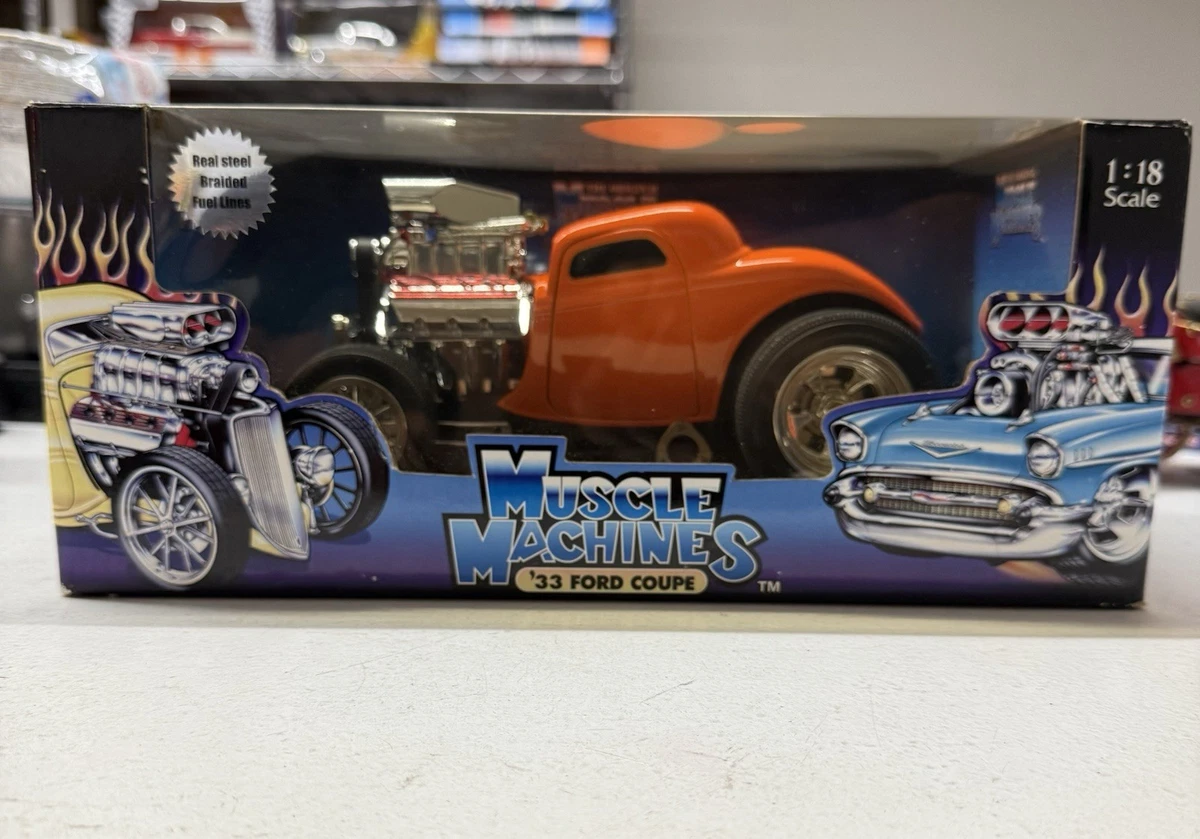 Real steel
Braided
Fuel Lines
1:18
Scale
MUSCLE
MACHINES
'33 FORD COUPE
TM